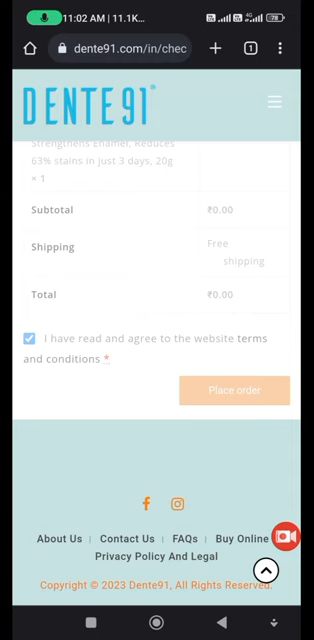 11:02 AM | 11.1K...
78
dente91.com/in/chec
1
DENTE91®
Strengthens Enamel, Reduces
63% stains in just 3 days, 20g
× 1
Subtotal ₹0.00
Shipping Free shipping
Total ₹0.00
I have read and agree to the website terms
and conditions *
Place order
About Us | Contact Us | FAQs | Buy Online
Privacy Policy And Legal
Copyright © 2023 Dente91, All Rights Reserved.